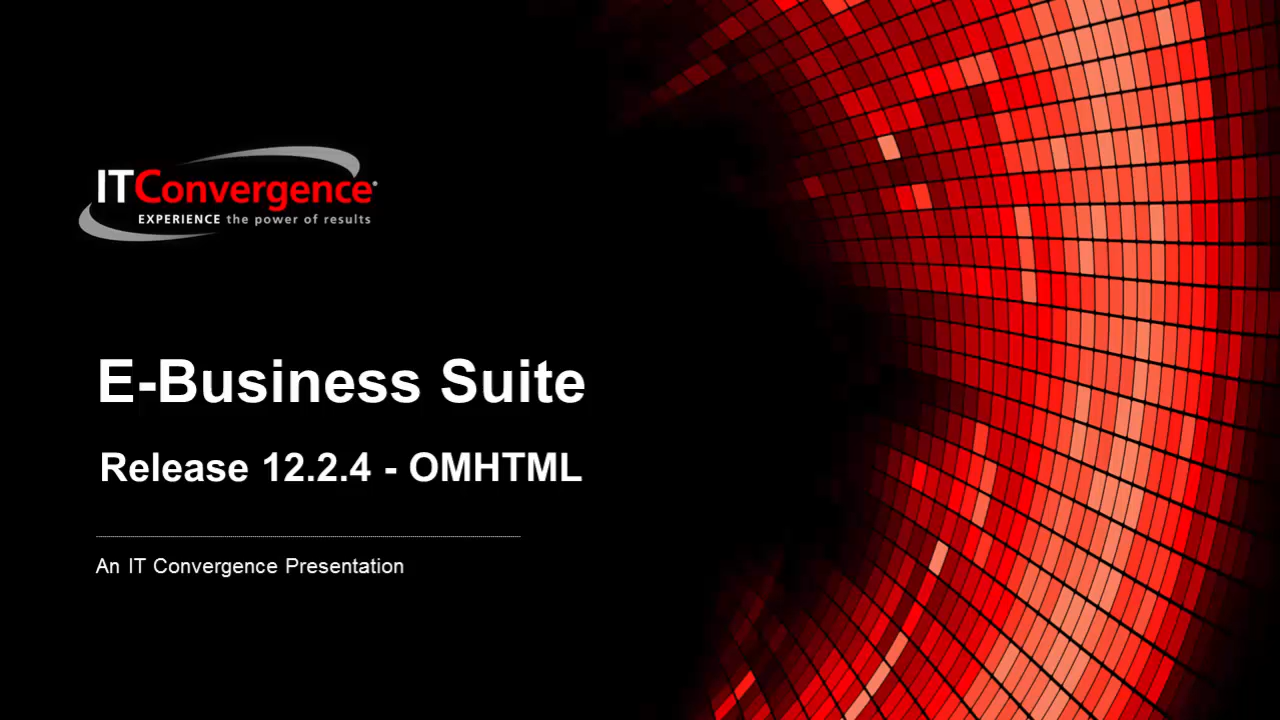 ITConvergence®
EXPERIENCE the power of results
E-Business Suite
Release 12.2.4 - OMHTML
An IT Convergence Presentation